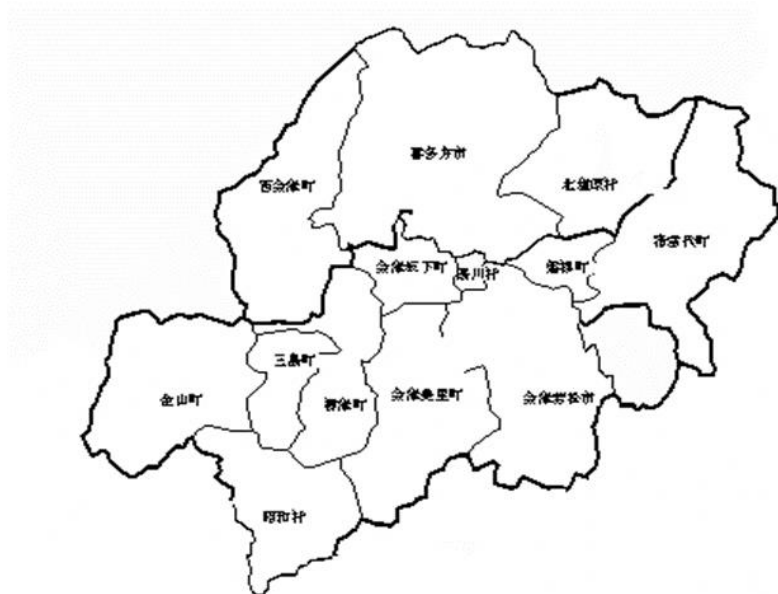 喜多方市
西会津町
北塩原村
猪苗代町
会津坂下町
湯川村
磐梯町
三島町
金山町
柳津町
会津美里町
会津若松市
昭和村